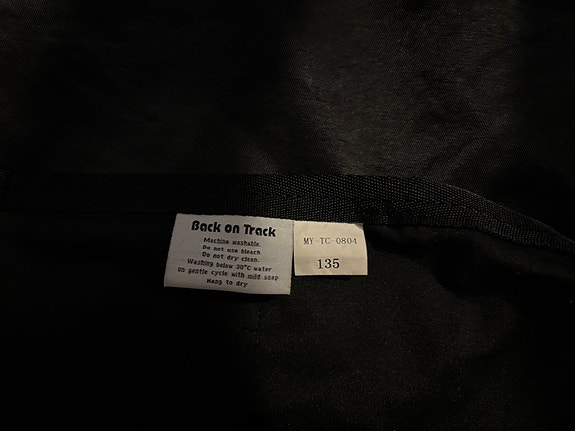 Back on Track
Machine washable.
Do not use bleach
Do not dry clean.
Washing below 30°C water
on gentle cycle with mild soap
Hang to dry
MY TC 0804
135